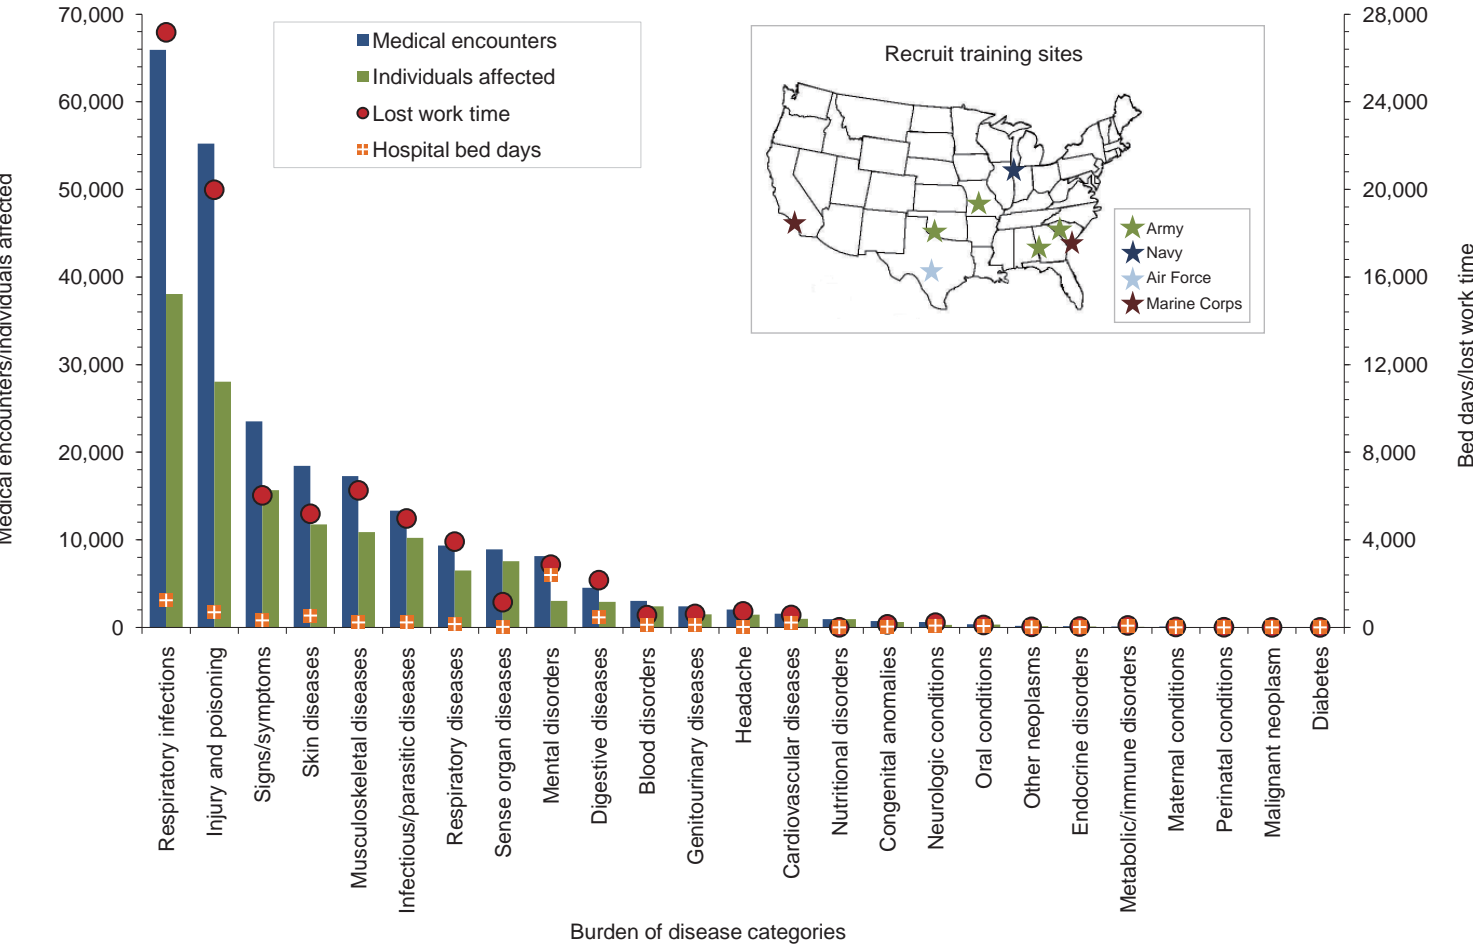 70,000
60,000
50,000
40,000
30,000
20,000
10,000
0
Medical encounters/individuals affected
Medical encounters
Individuals affected
Lost work time
Hospital bed days
Recruit training sites
Army
Navy
Air Force
Marine Corps
28,000
24,000
20,000
16,000
12,000
8,000
4,000
0
Bed days/lost work time
Respiratory infections
Injury and poisoning
Signs/symptoms
Skin diseases
Musculoskeletal diseases
Infectious/parasitic diseases
Respiratory diseases
Sense organ diseases
Mental disorders
Digestive diseases
Blood disorders
Genitourinary diseases
Headache
Cardiovascular diseases
Nutritional disorders
Congenital anomalies
Neurologic conditions
Oral conditions
Other neoplasms
Endocrine disorders
Metabolic/immune disorders
Maternal conditions
Perinatal conditions
Malignant neoplasm
Diabetes
Burden of disease categories